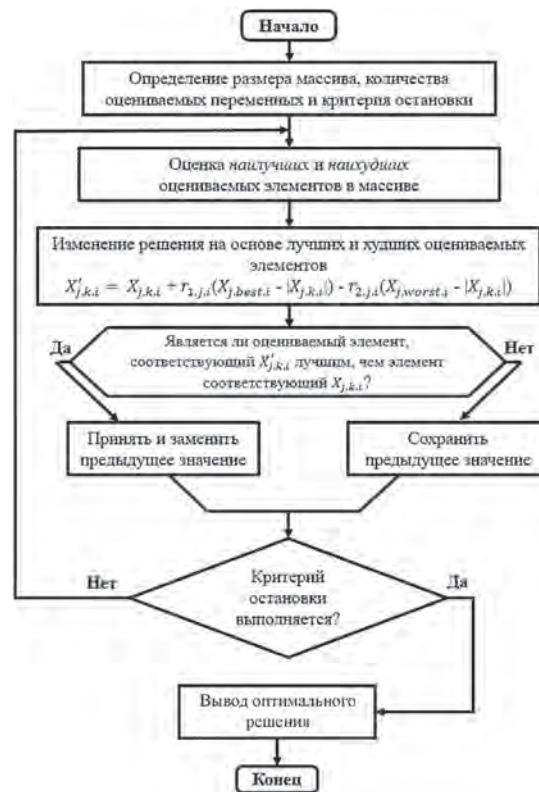 Начало
Определение размера массива, количества
оцениваемых переменных и критерия остановки
Оценка наилучших и наихудших
оцениваемых элементов в массиве
Изменение решения на основе лучших и худших оцениваемых
элементов
X'j,k,i = Xj,k,i + r1,j,i(Xj,best,i - |Xj,k,i|) - r2,j,i(Xj,worst,i - |Xj,k,i|)
Да
Является ли оцениваемый элемент,
соответствующий X'j,k,i лучшим, чем элемент
соответствующий Xj,k,i?
Нет
Принять и заменить
предыдущее значение
Сохранить
предыдущее значение
Нет
Критерий
остановки
выполняется?
Да
Вывод оптимального
решения
Конец